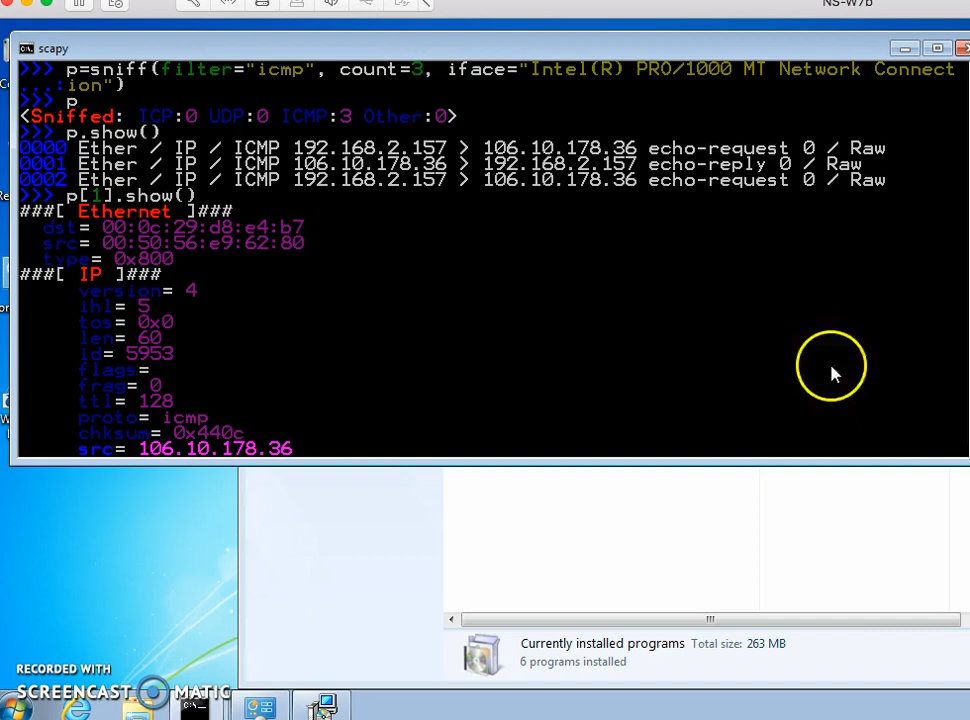 NS-W7b
scapy
>>> p=sniff(filter="icmp", count=3, iface="Intel(R) PRO/1000 MT Network Connect
...:ion")
>>> p
<Sniffed: TCP:0 UDP:0 ICMP:3 Other:0>
>>> p.show()
0000 Ether / IP / ICMP 192.168.2.157 > 106.10.178.36 echo-request 0 / Raw
0001 Ether / IP / ICMP 106.10.178.36 > 192.168.2.157 echo-reply 0 / Raw
0002 Ether / IP / ICMP 192.168.2.157 > 106.10.178.36 echo-request 0 / Raw
>>> p[1].show()
###[ Ethernet ]###
dst= 00:0c:29:d8:e4:b7
src= 00:50:56:e9:62:80
type= 0x800
###[ IP ]###
version= 4
ihl= 5
tos= 0x0
len= 60
id= 5953
flags=
frag= 0
ttl= 128
proto= icmp
chksum= 0x440c
src= 106.10.178.36
Currently installed programs Total size: 263 MB
6 programs installed
RECORDED WITH
SCREENCAST MATIC